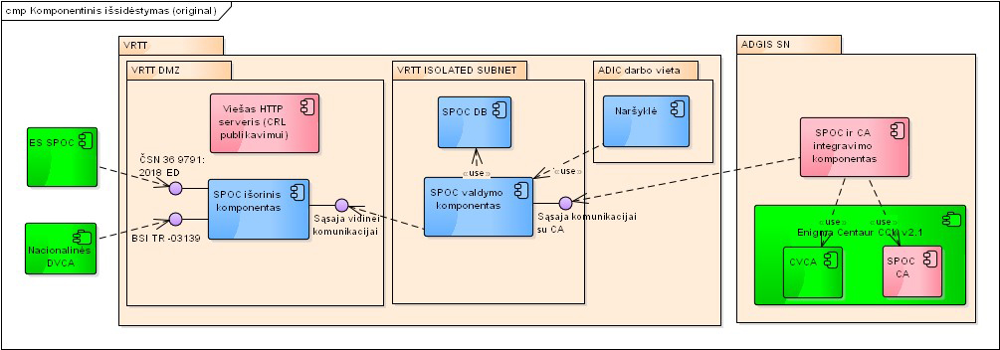 cmp Komponentinis išsidėstymas (original)
VRTT
ADGIS SN
VRTT DMZ
VRTT ISOLATED SUBNET
ADIC darbo vieta
Viešas HTTP
serveris (CRL
publikavimui)
SPOC DB
Naršyklė
ES SPOC
SPOC ir CA
integravimo
komponentas
ČSN 36 9791:
2018 ED
«use»
«use»
SPOC išorinis
komponentas
SPOC valdymo
komponentas
Sąsaja vidinei
komunikacijai
Sąsaja komunikacijai
su CA
BSI TR -03139
Nacionalinės
DVCA
«use»
«use»
Enigma Centaur CCM v2.1
CVCA
SPOC
CA